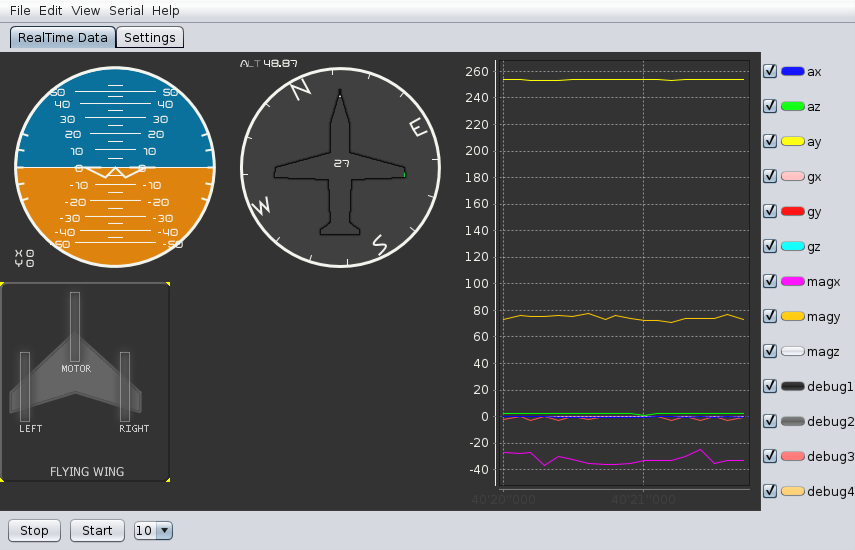 File Edit View Serial Help
RealTime Data Settings
ALT 48.87
50 50
40 40
30 30
20 20
10 10
0 0
-10 -10
-20 -20
-30 -30
-40 -40
-50 -50
X 0
Y 0
N
E
S
W
27
MOTOR
LEFT RIGHT
FLYING WING
260
240
220
200
180
160
140
120
100
80
60
40
20
0
-20
-40
40'20"000 40'21"000
ax
az
ay
gx
gy
gz
magx
magy
magz
debug1
debug2
debug3
debug4
Stop Start 10